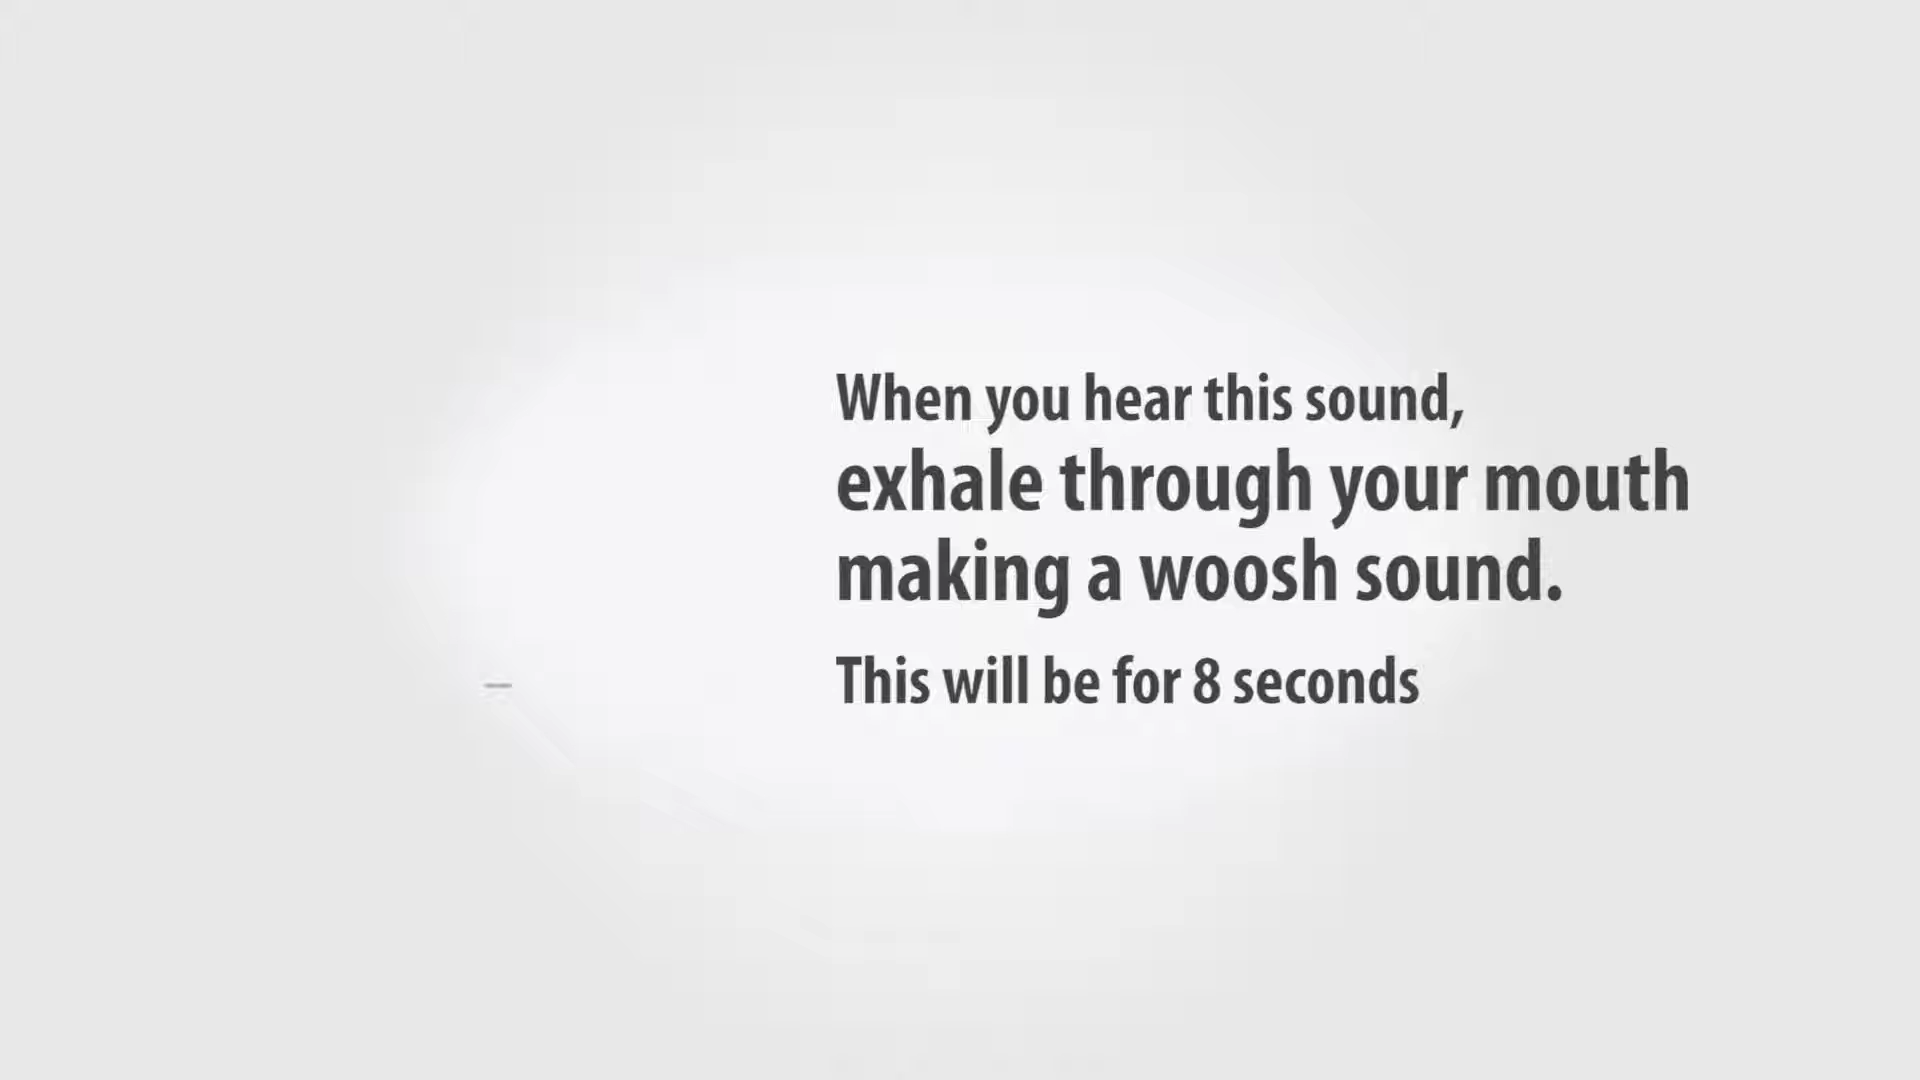 When you hear this sound,
exhale through your mouth
making a woosh sound.
This will be for 8 seconds